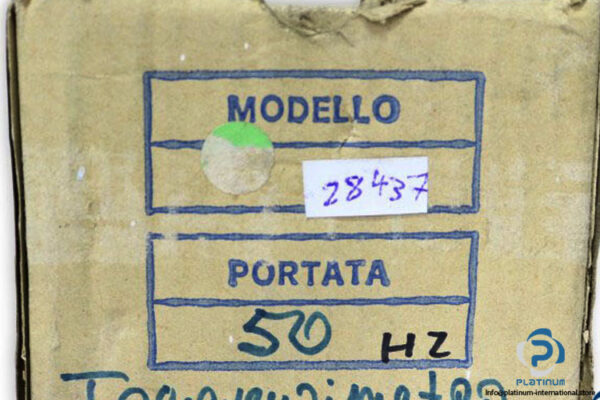 MODELLO
28437
PORTATA
50 HZ
PLATINUM
info@platinum-international.store